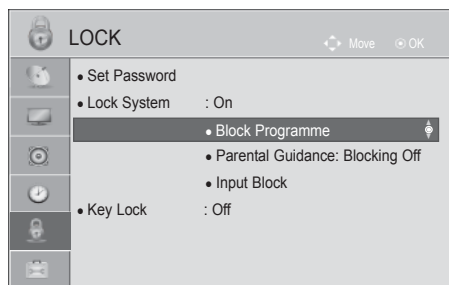 LOCK
Move OK
• Set Password
• Lock System : On
• Block Programme
• Parental Guidance: Blocking Off
• Input Block
• Key Lock : Off